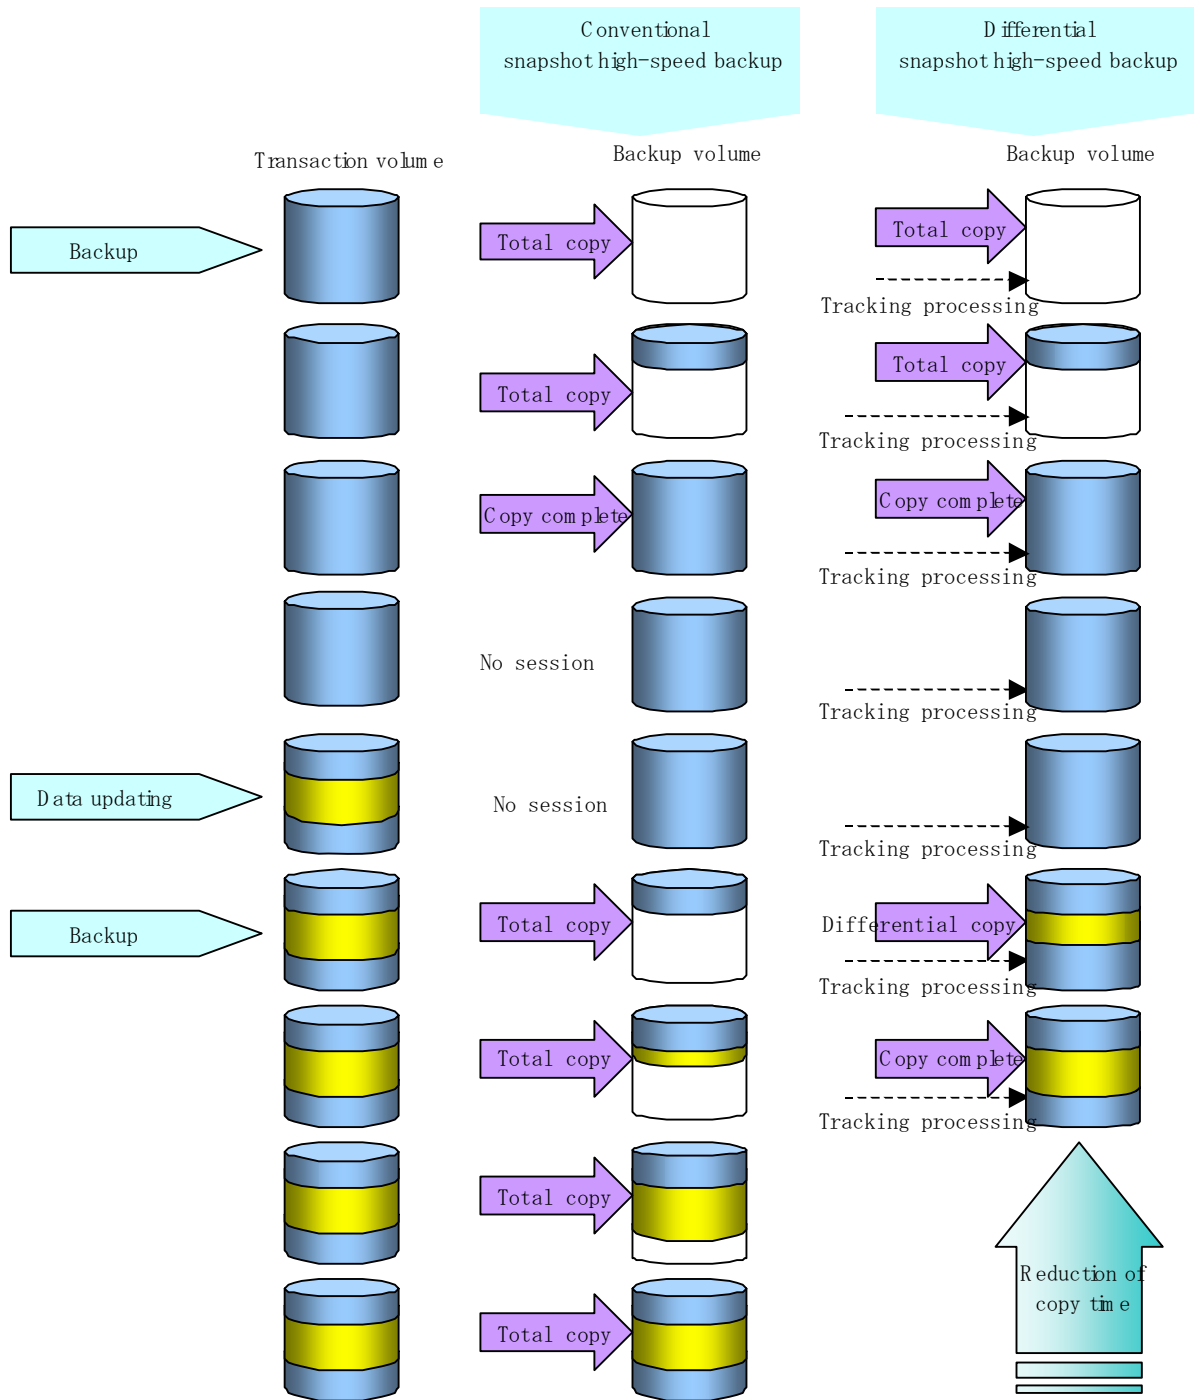 Conventional
snapshot high-speed backup
Differential
snapshot high-speed backup
Transaction volume
Backup volume
Backup volume
Backup
Total copy
Total copy
Tracking processing
Total copy
Total copy
Tracking processing
Copy complete
Copy complete
Tracking processing
No session
Tracking processing
Data updating
No session
Tracking processing
Backup
Total copy
Differential copy
Tracking processing
Total copy
Copy complete
Tracking processing
Total copy
Reduction of
copy time
Total copy